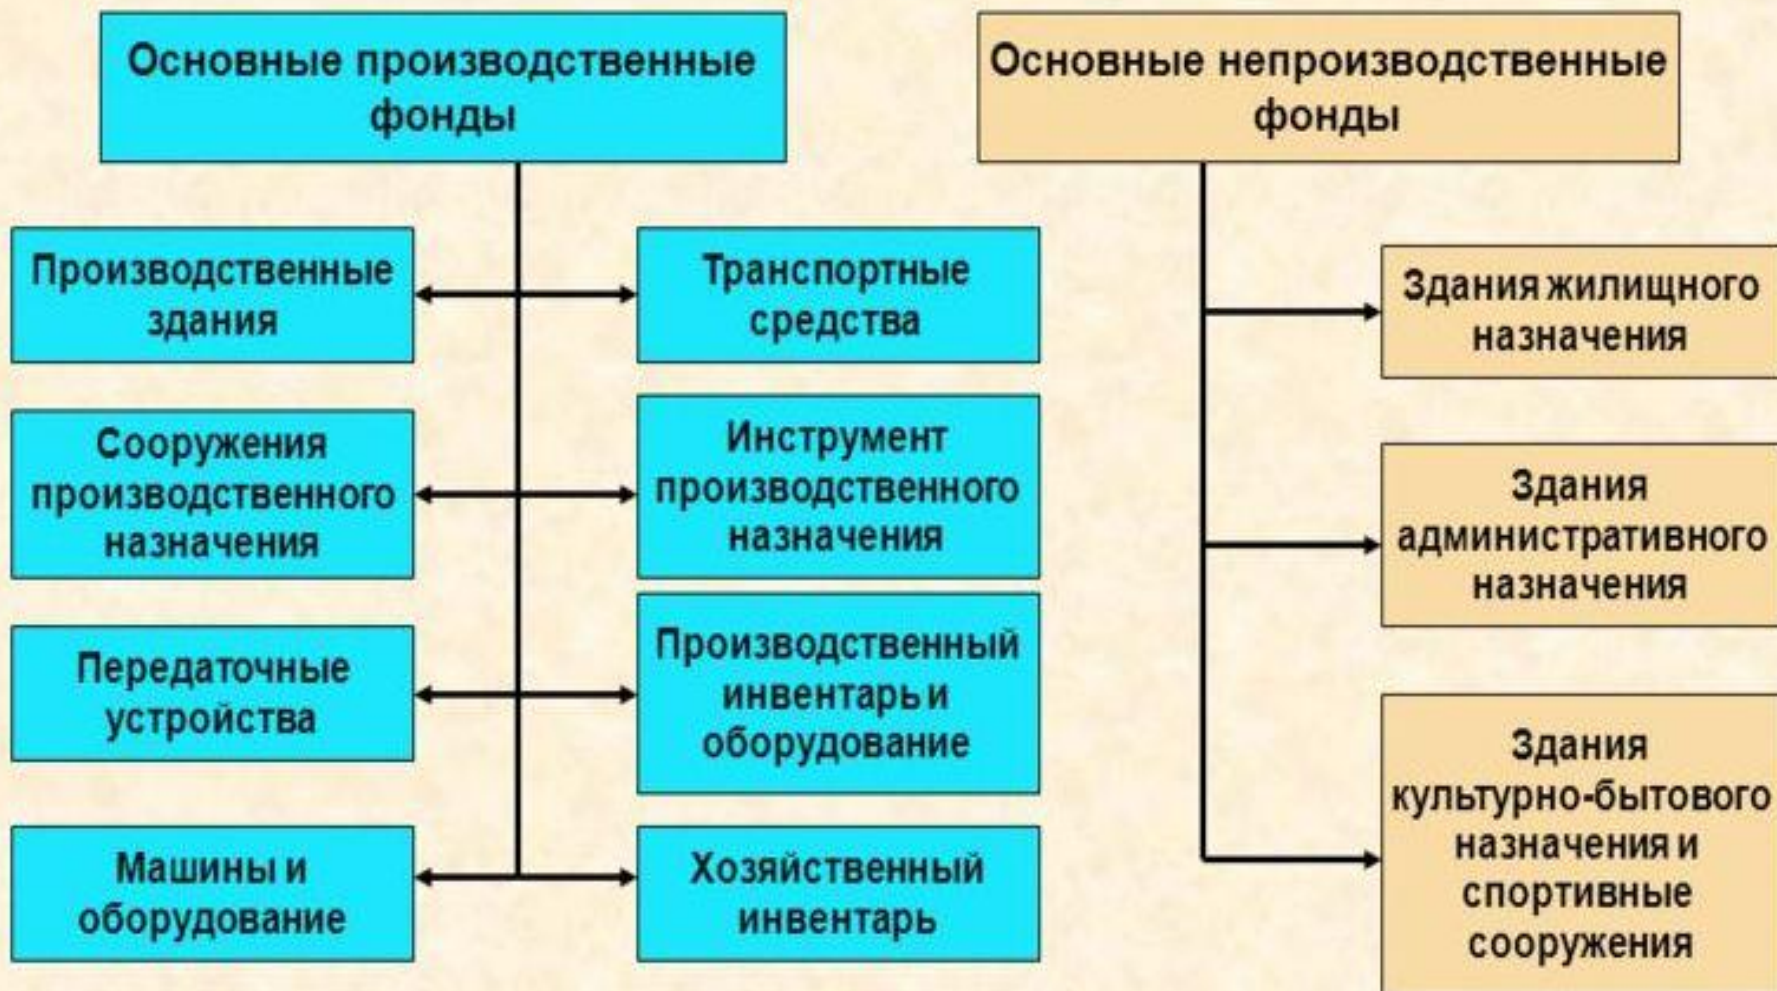 Основные производственные
фонды
Основные непроизводственные
фонды
Производственные
здания
Транспортные
средства
Здания жилищного
назначения
Сооружения
производственного
назначения
Инструмент
производственного
назначения
Здания
административного
назначения
Передаточные
устройства
Производственный
инвентарь и
оборудование
Здания
культурно-бытового
назначения и
спортивные
сооружения
Машины и
оборудование
Хозяйственный
инвентарь